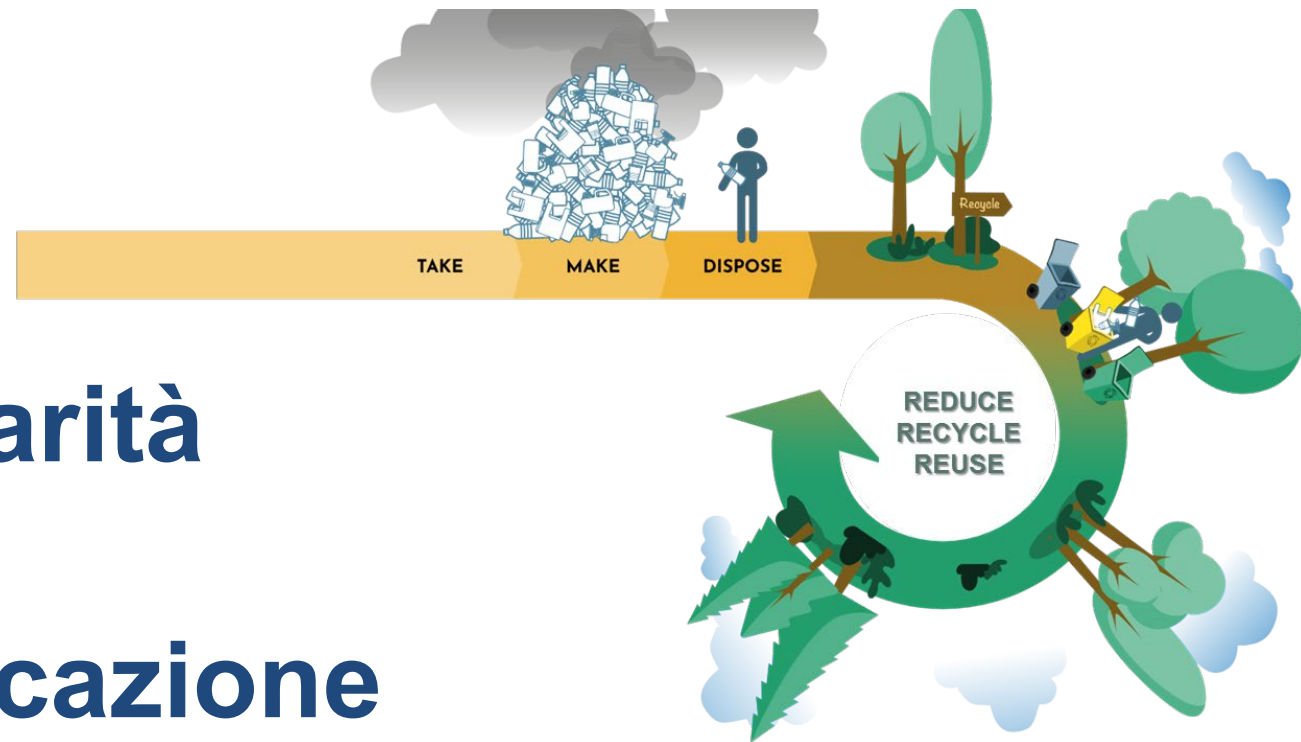 Recycle
TAKE MAKE DISPOSE
REDUCE
RECYCLE
REUSE
arità
cazione